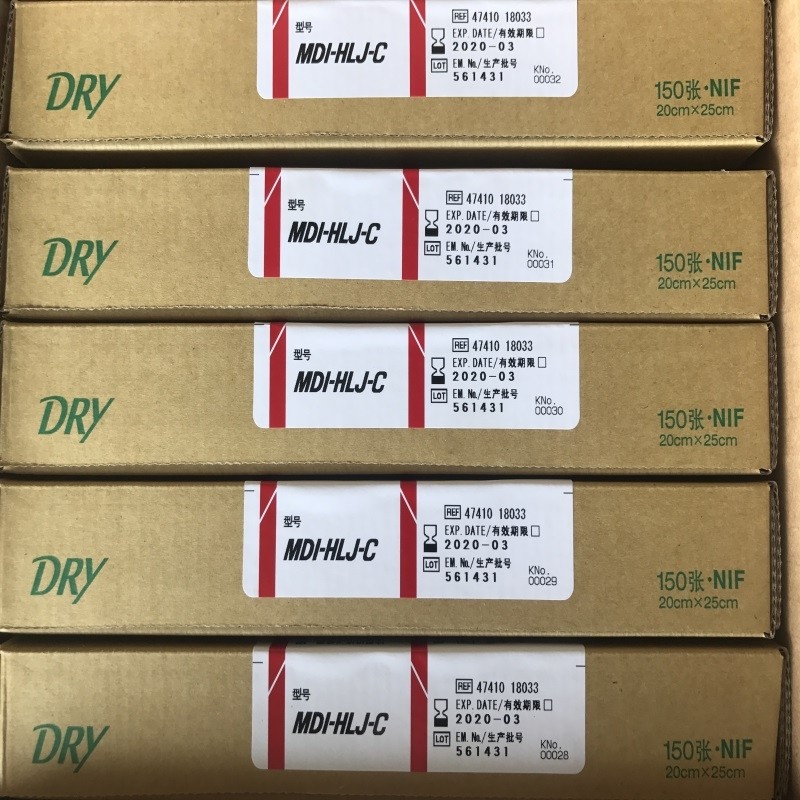 型号
MDI-HLJ-C
REF 47410 18033
EXP. DATE/有效期限
2020-03
LOT EM. No./生产批号
561431
KNo.
00032
DRY
150张·NIF
20cm×25cm
型号
MDI-HLJ-C
REF 47410 18033
EXP. DATE/有效期限
2020-03
LOT EM. No./生产批号
561431
KNo.
00031
DRY
150张·NIF
20cm×25cm
型号
MDI-HLJ-C
REF 47410 18033
EXP. DATE/有效期限
2020-03
LOT EM. No./生产批号
561431
KNo.
00030
DRY
150张·NIF
20cm×25cm
型号
MDI-HLJ-C
REF 47410 18033
EXP. DATE/有效期限
2020-03
LOT EM. No./生产批号
561431
KNo.
00029
DRY
150张·NIF
20cm×25cm
型号
MDI-HLJ-C
REF 47410 18033
EXP. DATE/有效期限
2020-03
LOT EM. No./生产批号
561431
KNo.
00028
DRY
150张·NIF
20cm×25cm